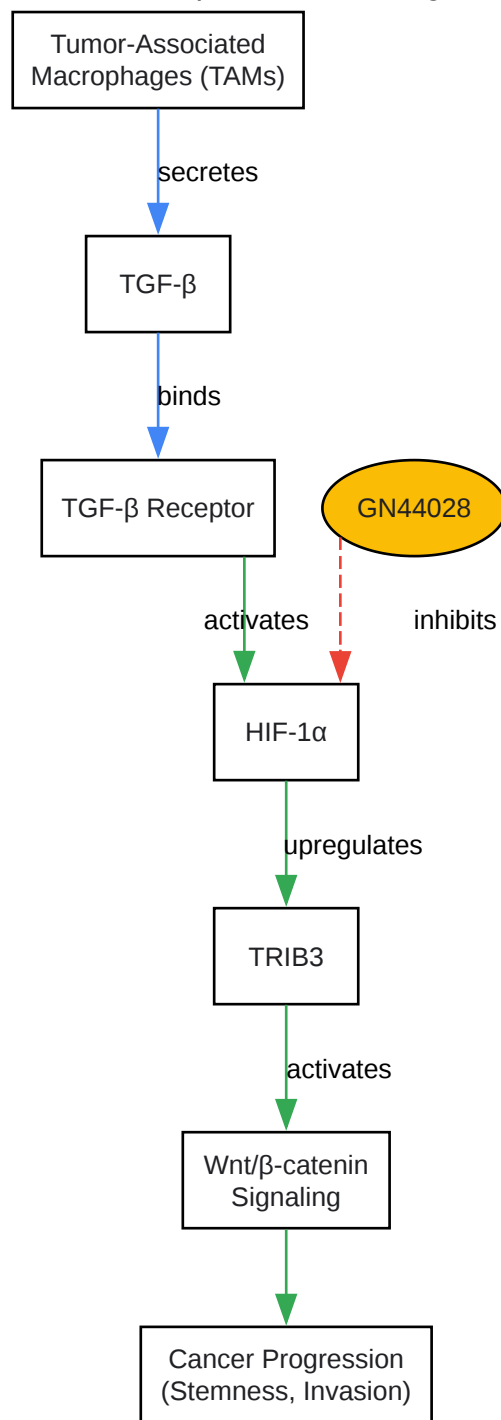 Tumor-Associated
Macrophages (TAMs)
secretes
TGF-β
binds
TGF-β Receptor
GN44028
activates
inhibits
HIF-1α
upregulates
TRIB3
activates
Wnt/β-catenin
Signaling
Cancer Progression
(Stemness, Invasion)